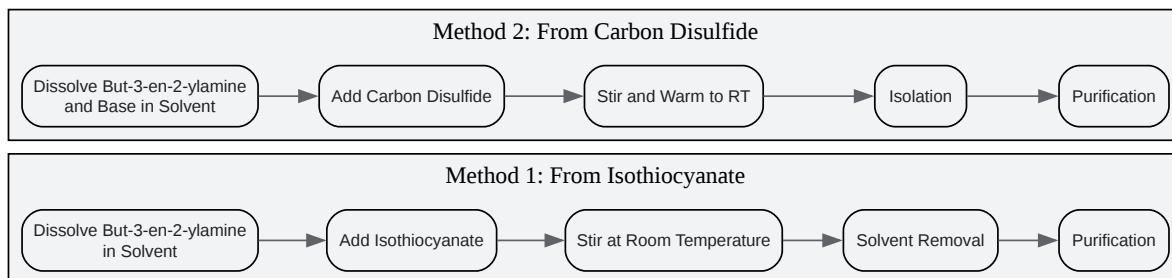 Method 2: From Carbon Disulfide
Dissolve But-3-en-2-ylamine
and Base in Solvent
Add Carbon Disulfide
Stir and Warm to RT
Isolation
Purification
Method 1: From Isothiocyanate
Dissolve But-3-en-2-ylamine
in Solvent
Add Isothiocyanate
Stir at Room Temperature
Solvent Removal
Purification